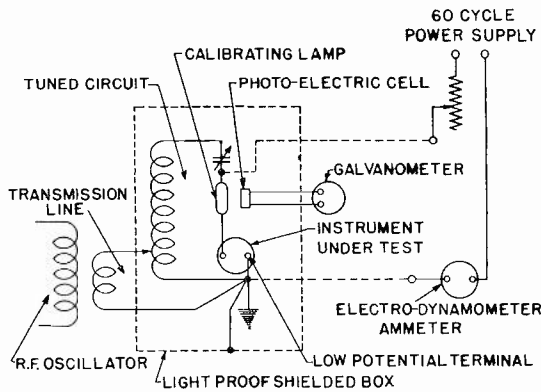 60 CYCLE
POWER SUPPLY
CALIBRATING LAMP
TUNED CIRCUIT
PHOTO-ELECTRIC CELL
GALVANOMETER
TRANSMISSION
LINE
INSTRUMENT
UNDER TEST
ELECTRO-DYNAMOMETER
AMMETER
R.F. OSCILLATOR
LOW POTENTIAL TERMINAL
LIGHT PROOF SHIELDED BOX